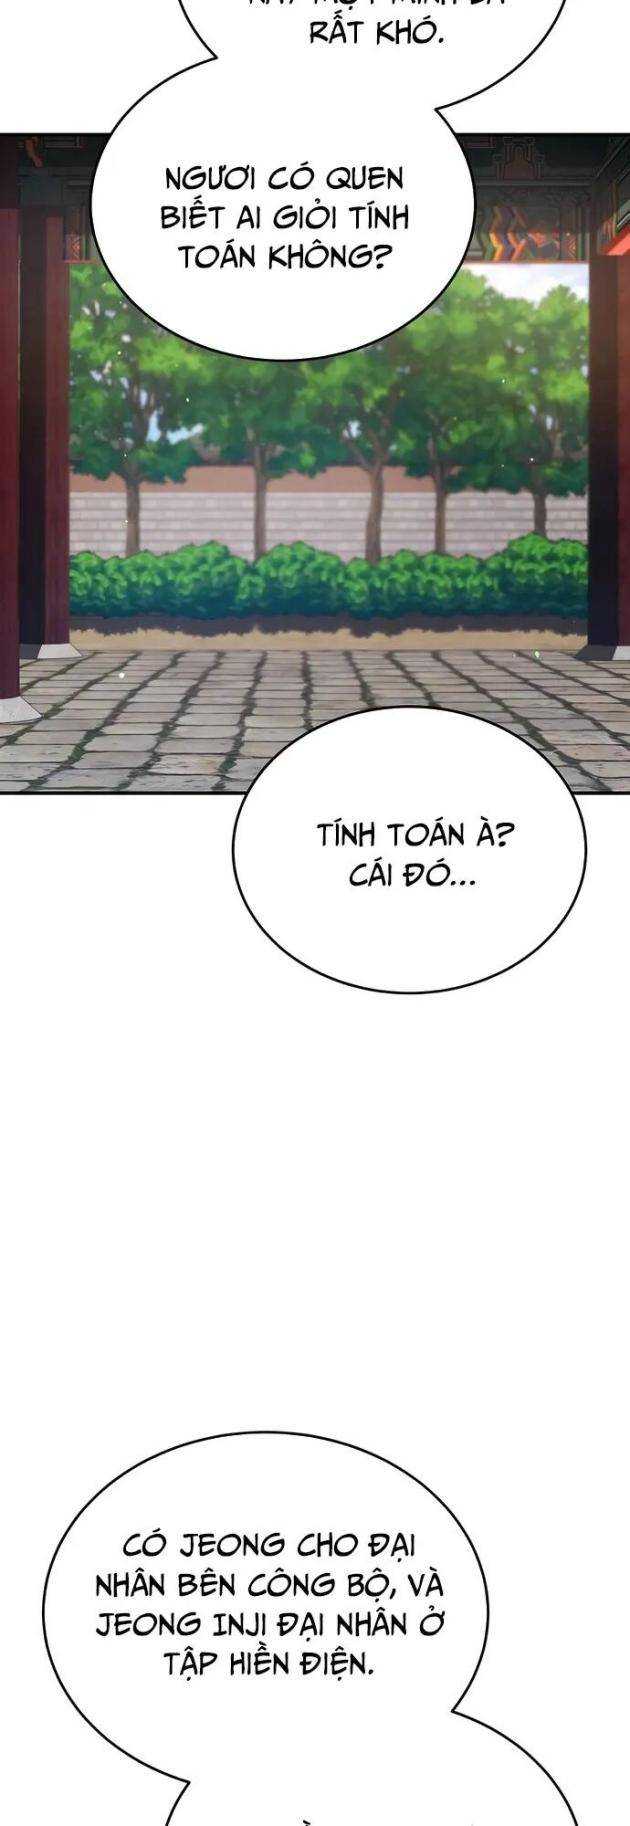 RẤT KHÓ.
NGƯƠI CÓ QUEN
BIẾT AI GIỎI TÍNH
TOÁN KHÔNG?
TÍNH TOÁN À?
CÁI ĐÓ...
CÓ JEONG CHO ĐẠI
NHÂN BÊN CÔNG BỘ, VÀ
JEONG INJI ĐẠI NHÂN Ở
TẬP HIỀN ĐIỆN.